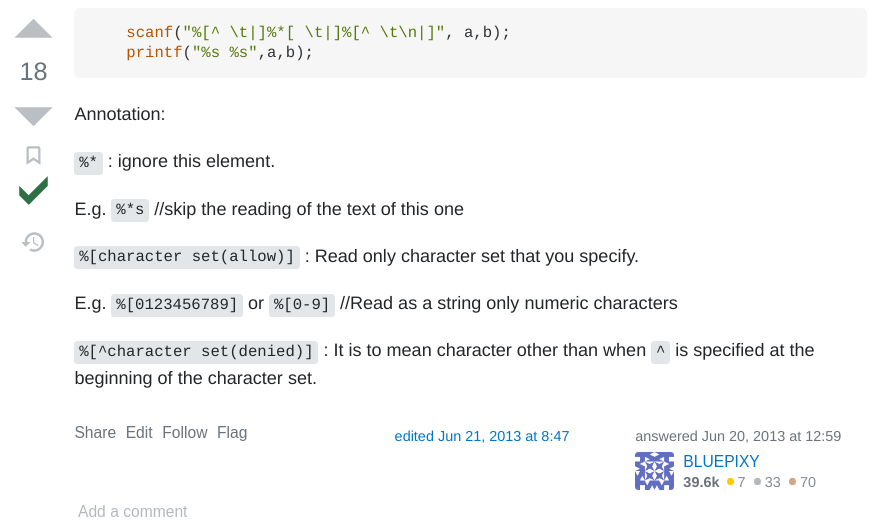 scanf("%[^ \t|]%*[ \t|]%[^ \t\n|]", a,b);
printf("%s %s",a,b);
18
Annotation:
%* : ignore this element.
E.g. %*s //skip the reading of the text of this one
%[character set(allow)] : Read only character set that you specify.
E.g. %[0123456789] or %[0-9] //Read as a string only numeric characters
%[^character set(denied)] : It is to mean character other than when ^ is specified at the
beginning of the character set.
Share Edit Follow Flag
edited Jun 21, 2013 at 8:47
answered Jun 20, 2013 at 12:59
BLUEPIXY
39.6k 7 33 70
Add a comment